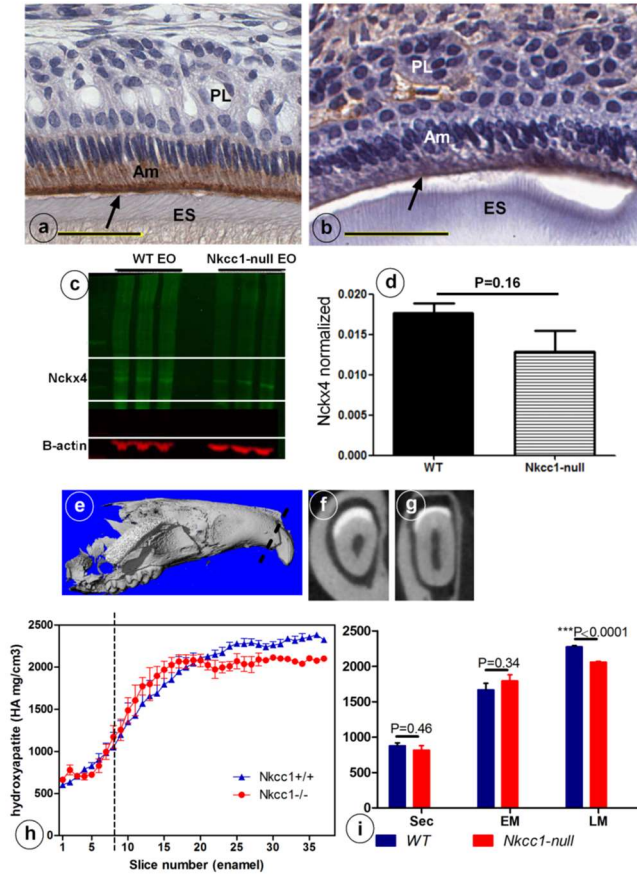 PL
Am
ES
a
PL
Am
ES
b
c
WT EO Nkcc1-null EO
Nckx4
B-actin
d
P=0.16
Nckx4 normalized
0.020
0.015
0.010
0.005
0.000
WT Nkcc1-null
e
f
g
hydroxyapatite (HA mg/cm3)
2500
2000
1500
1000
500
0
Nkcc1+/+
Nkcc1-/-
1 5 10 15 20 25 30 35
Slice number (enamel)
h
2500
2000
1500
1000
500
0
P=0.46
P=0.34
***P<0.0001
Sec EM LM
i
WT Nkcc1-null